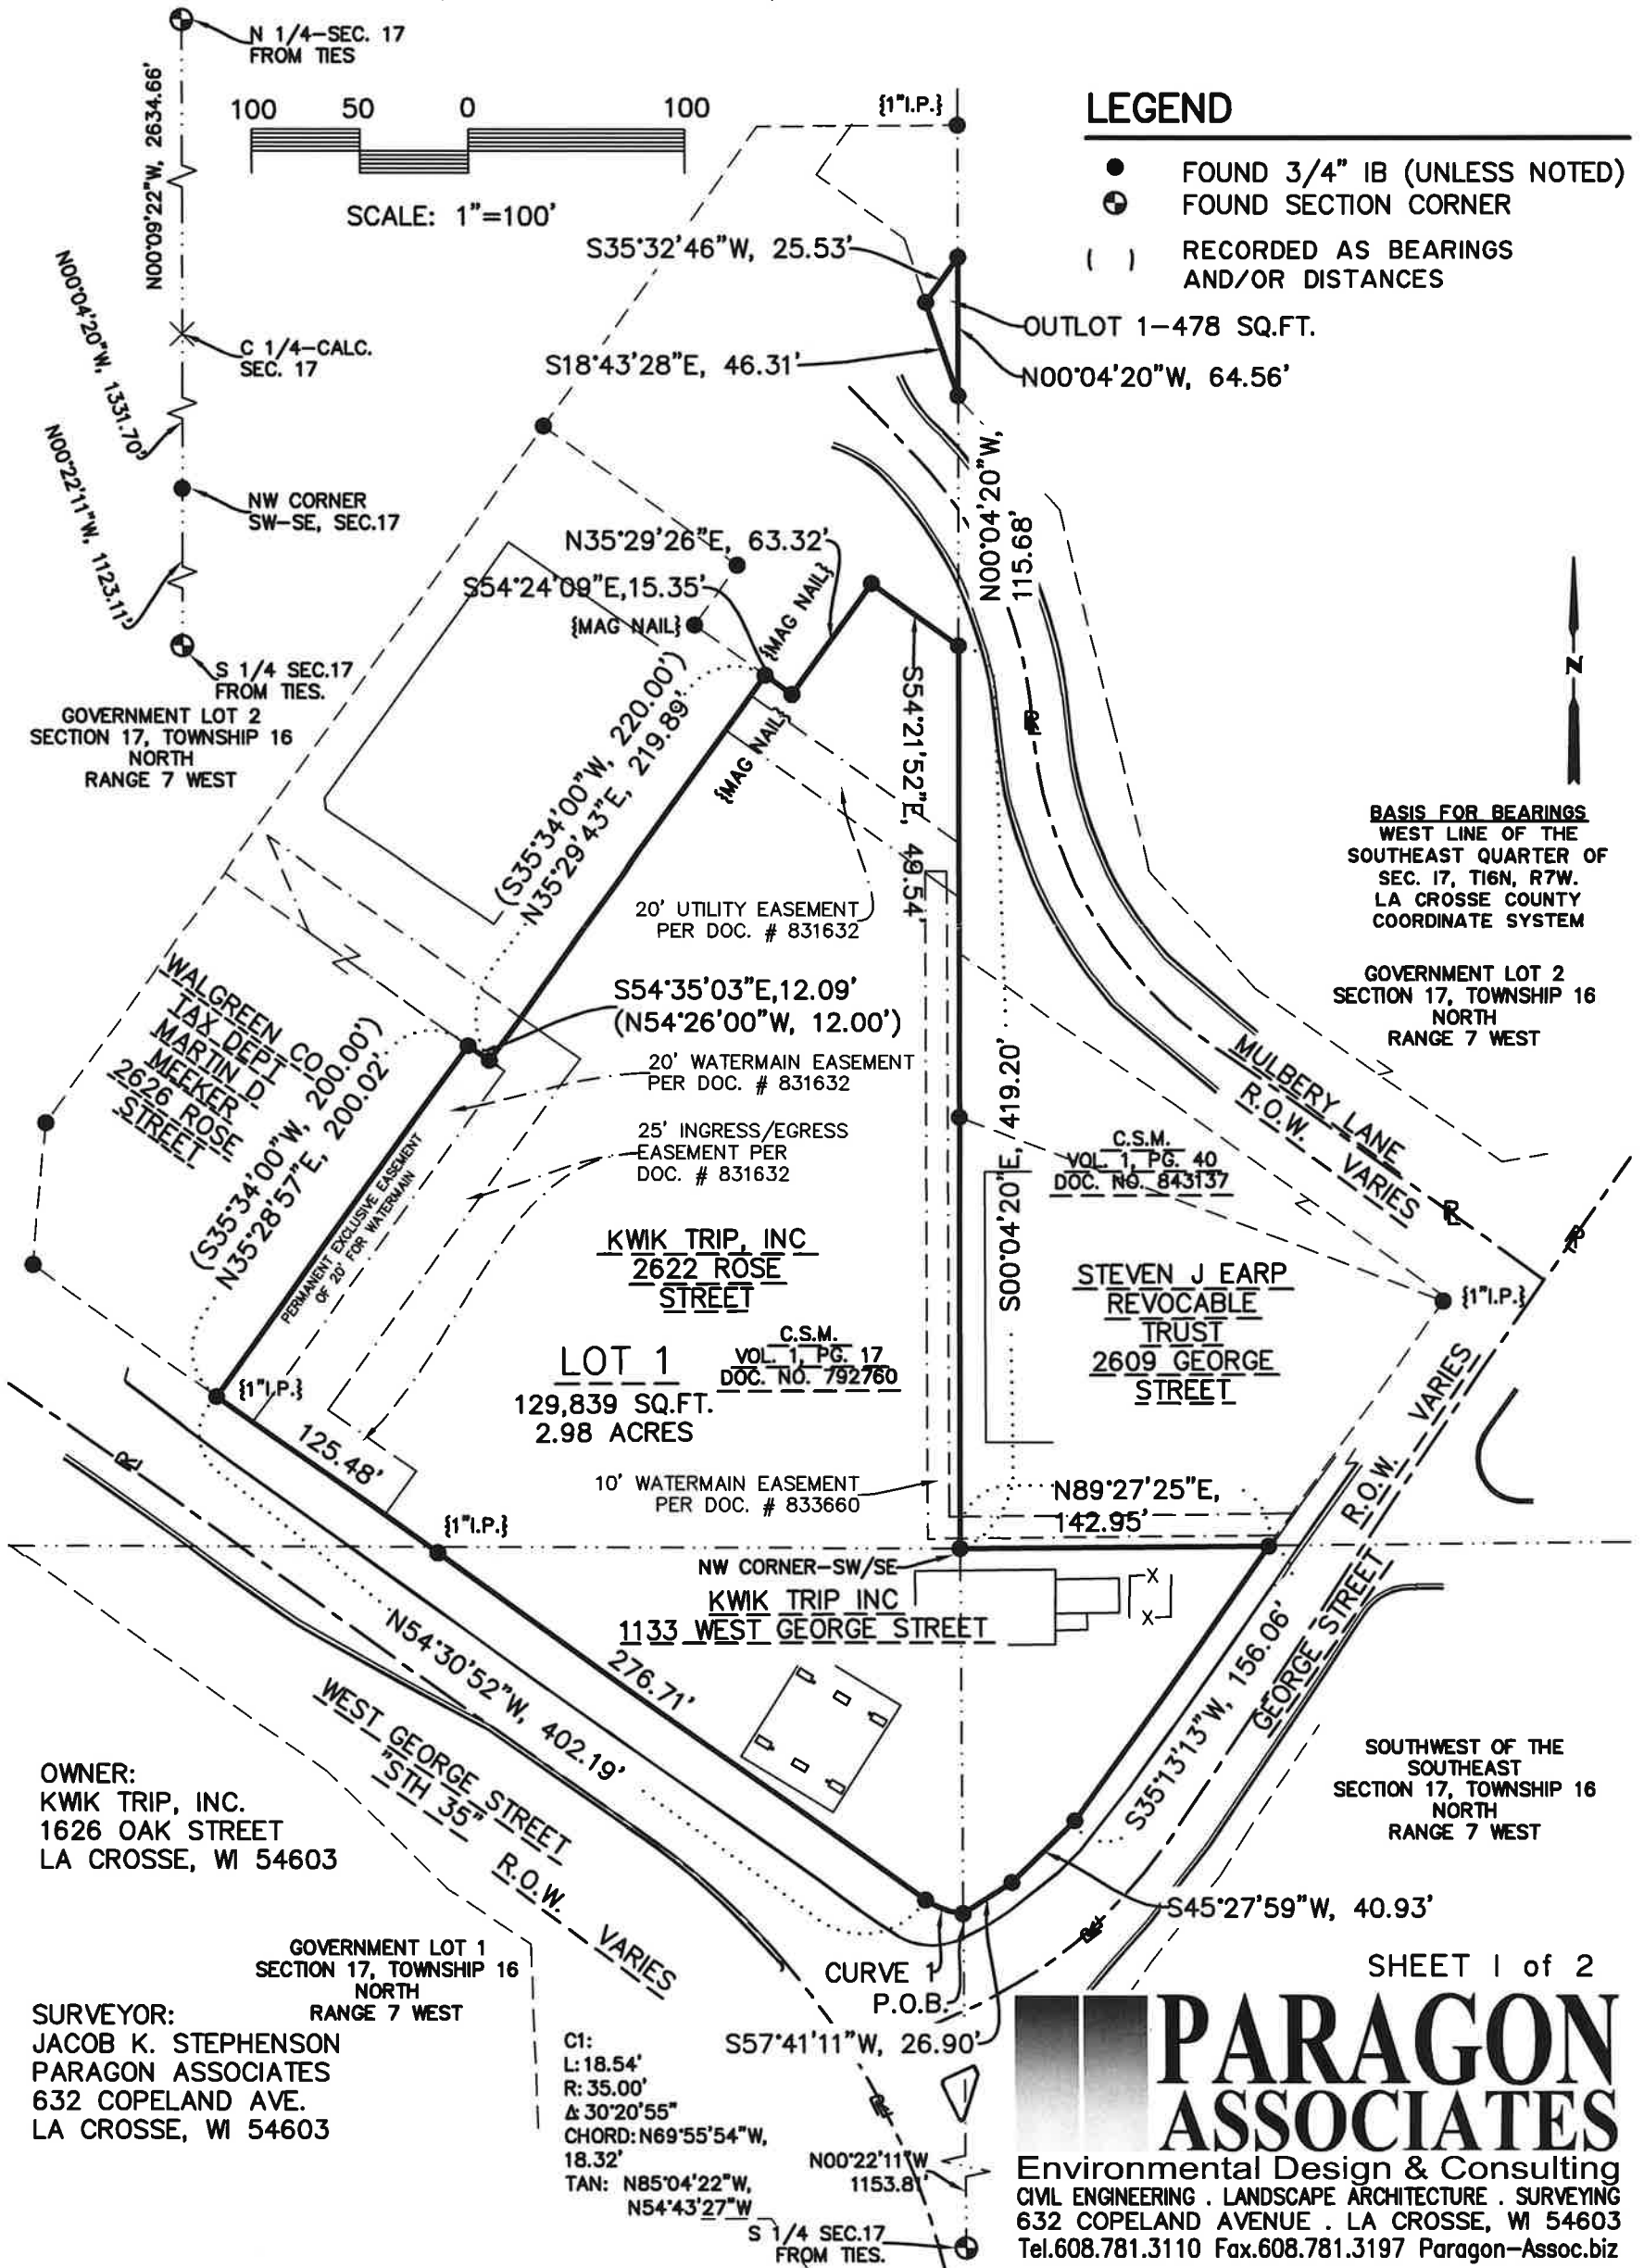 N 1/4-SEC. 17
FROM TIES
N00°09'22"W, 2634.66'
100 50 0 100
SCALE: 1"=100'
{1"I.P.}
LEGEND
FOUND 3/4" IB (UNLESS NOTED)
FOUND SECTION CORNER
( ) RECORDED AS BEARINGS
AND/OR DISTANCES
S35°32'46"W, 25.53'
OUTLOT 1-478 SQ.FT.
S18°43'28"E, 46.31'
N00°04'20"W, 64.56'
N00°04'20"W, 1331.70'
C 1/4-CALC.
SEC. 17
N00°22'11"W, 1123.11'
NW CORNER
SW-SE, SEC.17
S 1/4 SEC.17
FROM TIES.
GOVERNMENT LOT 2
SECTION 17, TOWNSHIP 16
NORTH
RANGE 7 WEST
N00°04'20"W,
115.68'
N35°29'26"E, 63.32'
S54°24'09"E,15.35'
{MAG NAIL}
{MAG NAIL}
{MAG NAIL}
S54°21'52"E, 49.54'
(S35°34'00"W, 220.00')
N35°29'43"E, 219.89'
N
BASIS FOR BEARINGS
WEST LINE OF THE
SOUTHEAST QUARTER OF
SEC. 17, T16N, R7W.
LA CROSSE COUNTY
COORDINATE SYSTEM
GOVERNMENT LOT 2
SECTION 17, TOWNSHIP 16
NORTH
RANGE 7 WEST
20' UTILITY EASEMENT
PER DOC. # 831632
S54°35'03"E,12.09'
(N54°26'00"W, 12.00')
20' WATERMAIN EASEMENT
PER DOC. # 831632
25' INGRESS/EGRESS
EASEMENT PER
DOC. # 831632
WALGREEN CO
TAX DEPT
MARTIN D
MEEKER
2626 ROSE
STREET
(S35°34'00"W, 200.00')
N35°28'57"E, 200.02'
PERMANENT EXCLUSIVE EASEMENT
OF 20' FOR WATERMAIN
S00°04'20"E, 419.20'
MULBERY LANE
R.O.W. VARIES
C.S.M.
VOL. 1, PG. 40
DOC. NO. 843137
KWIK TRIP, INC
2622 ROSE
STREET
STEVEN J EARP
REVOCABLE
TRUST
2609 GEORGE
STREET
{1"I.P.}
LOT 1
129,839 SQ.FT.
2.98 ACRES
C.S.M.
VOL. 1, PG. 17
DOC. NO. 792760
{1"I.P.}
125.48'
{1"I.P.}
10' WATERMAIN EASEMENT
PER DOC. # 833660
N89°27'25"E,
142.95'
GEORGE STREET
R.O.W. VARIES
NW CORNER-SW/SE
KWIK TRIP INC
1133 WEST GEORGE STREET
X
X
276.71'
N54°30'52"W, 402.19'
S35°13'13"W, 156.06'
WEST GEORGE STREET
"STH 35"
R.O.W. VARIES
SOUTHWEST OF THE
SOUTHEAST
SECTION 17, TOWNSHIP 16
NORTH
RANGE 7 WEST
OWNER:
KWIK TRIP, INC.
1626 OAK STREET
LA CROSSE, WI 54603
S45°27'59"W, 40.93'
GOVERNMENT LOT 1
SECTION 17, TOWNSHIP 16
NORTH
RANGE 7 WEST
CURVE 1
P.O.B.
S57°41'11"W, 26.90'
SURVEYOR:
JACOB K. STEPHENSON
PARAGON ASSOCIATES
632 COPELAND AVE.
LA CROSSE, WI 54603
C1:
L: 18.54'
R: 35.00'
Δ: 30°20'55"
CHORD: N69°55'54"W,
18.32'
TAN: N85°04'22"W,
N54°43'27"W
N00°22'11"W
1153.81'
S 1/4 SEC.17
FROM TIES.
SHEET 1 of 2
PARAGON
ASSOCIATES
Environmental Design & Consulting
CIVIL ENGINEERING . LANDSCAPE ARCHITECTURE . SURVEYING
632 COPELAND AVENUE . LA CROSSE, WI 54603
Tel.608.781.3110 Fax.608.781.3197 Paragon-Assoc.biz